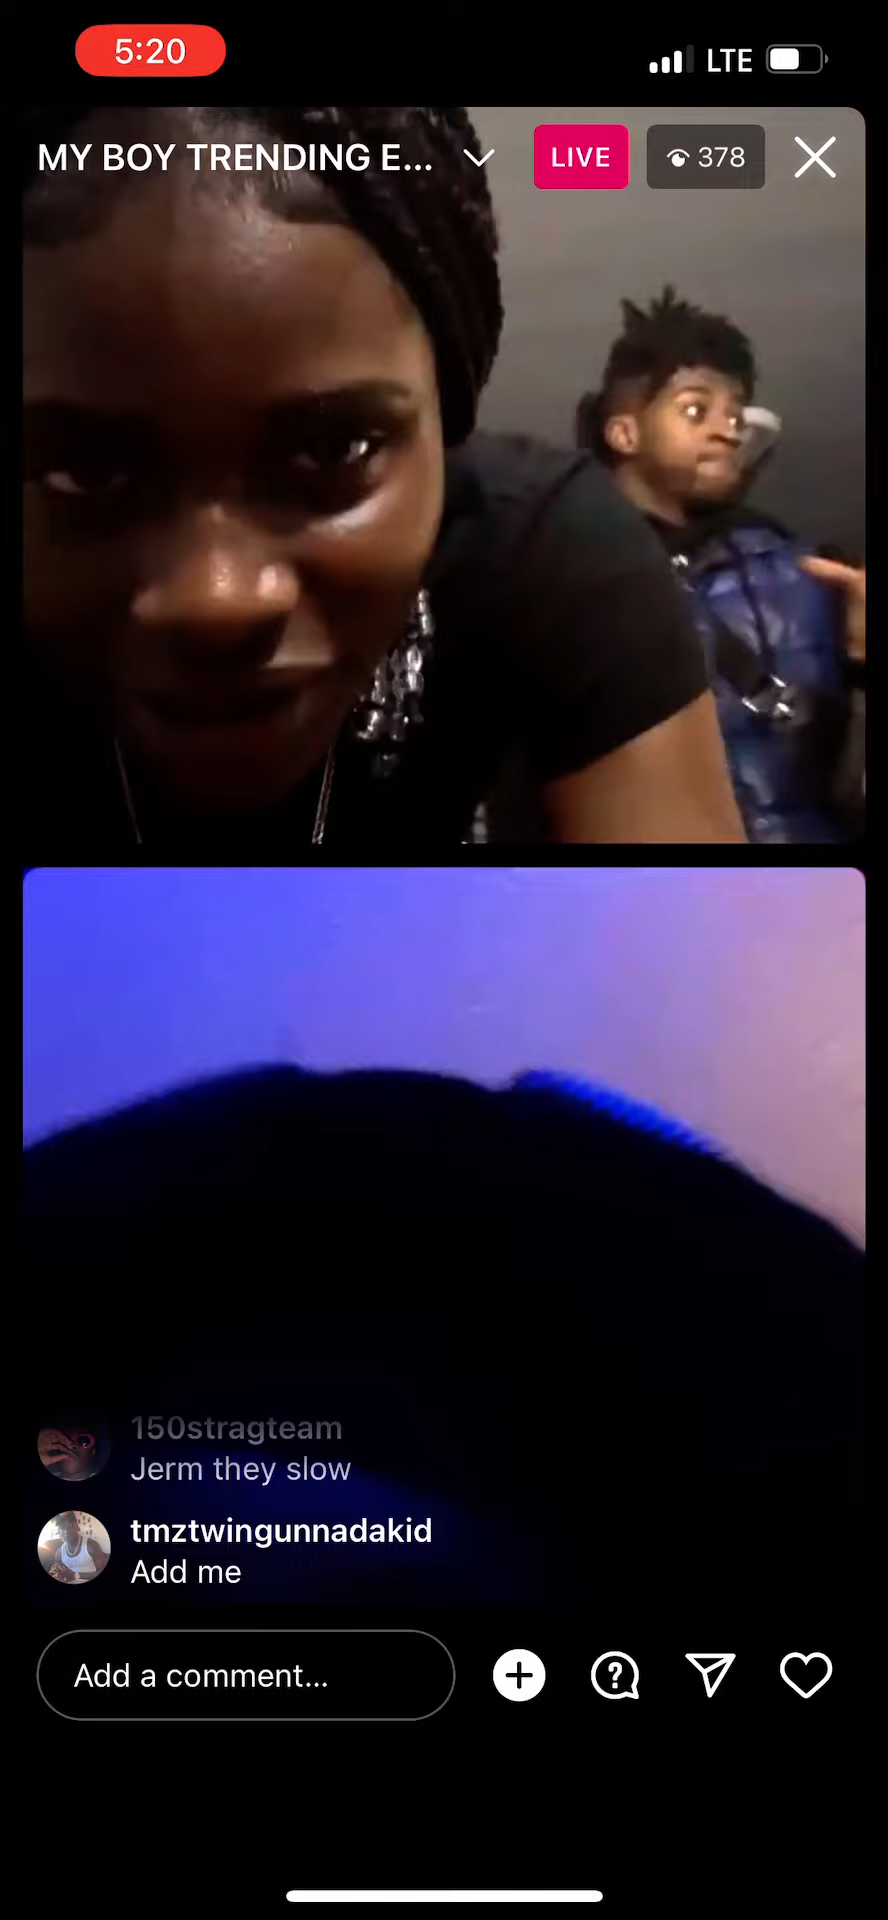 5:20
LTE
MY BOY TRENDING E...
LIVE
378
150stragteam
Jerm they slow
tmztwingunnadakid
Add me
Add a comment...